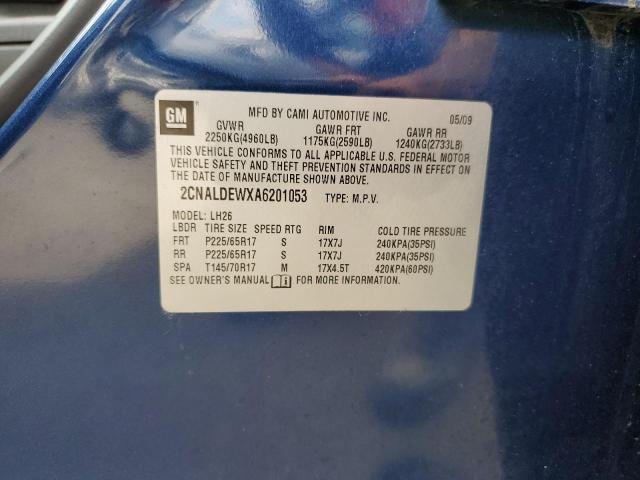 GM
MFD BY CAMI AUTOMOTIVE INC. 05/09
GVWR GAWR FRT GAWR RR
2250KG(4960LB) 1175KG(2590LB) 1240KG(2733LB)
THIS VEHICLE CONFORMS TO ALL APPLICABLE U.S. FEDERAL MOTOR
VEHICLE SAFETY AND THEFT PREVENTION STANDARDS IN EFFECT ON
THE DATE OF MANUFACTURE SHOWN ABOVE.
2CNALDEWXA6201053 TYPE: M.P.V.
MODEL: LH26
LBDR TIRE SIZE SPEED RTG RIM COLD TIRE PRESSURE
FRT P225/65R17 S 17X7J 240KPA(35PSI)
RR P225/65R17 S 17X7J 240KPA(35PSI)
SPA T145/70R17 M 17X4.5T 420KPA(60PSI)
SEE OWNER'S MANUAL FOR MORE INFORMATION.